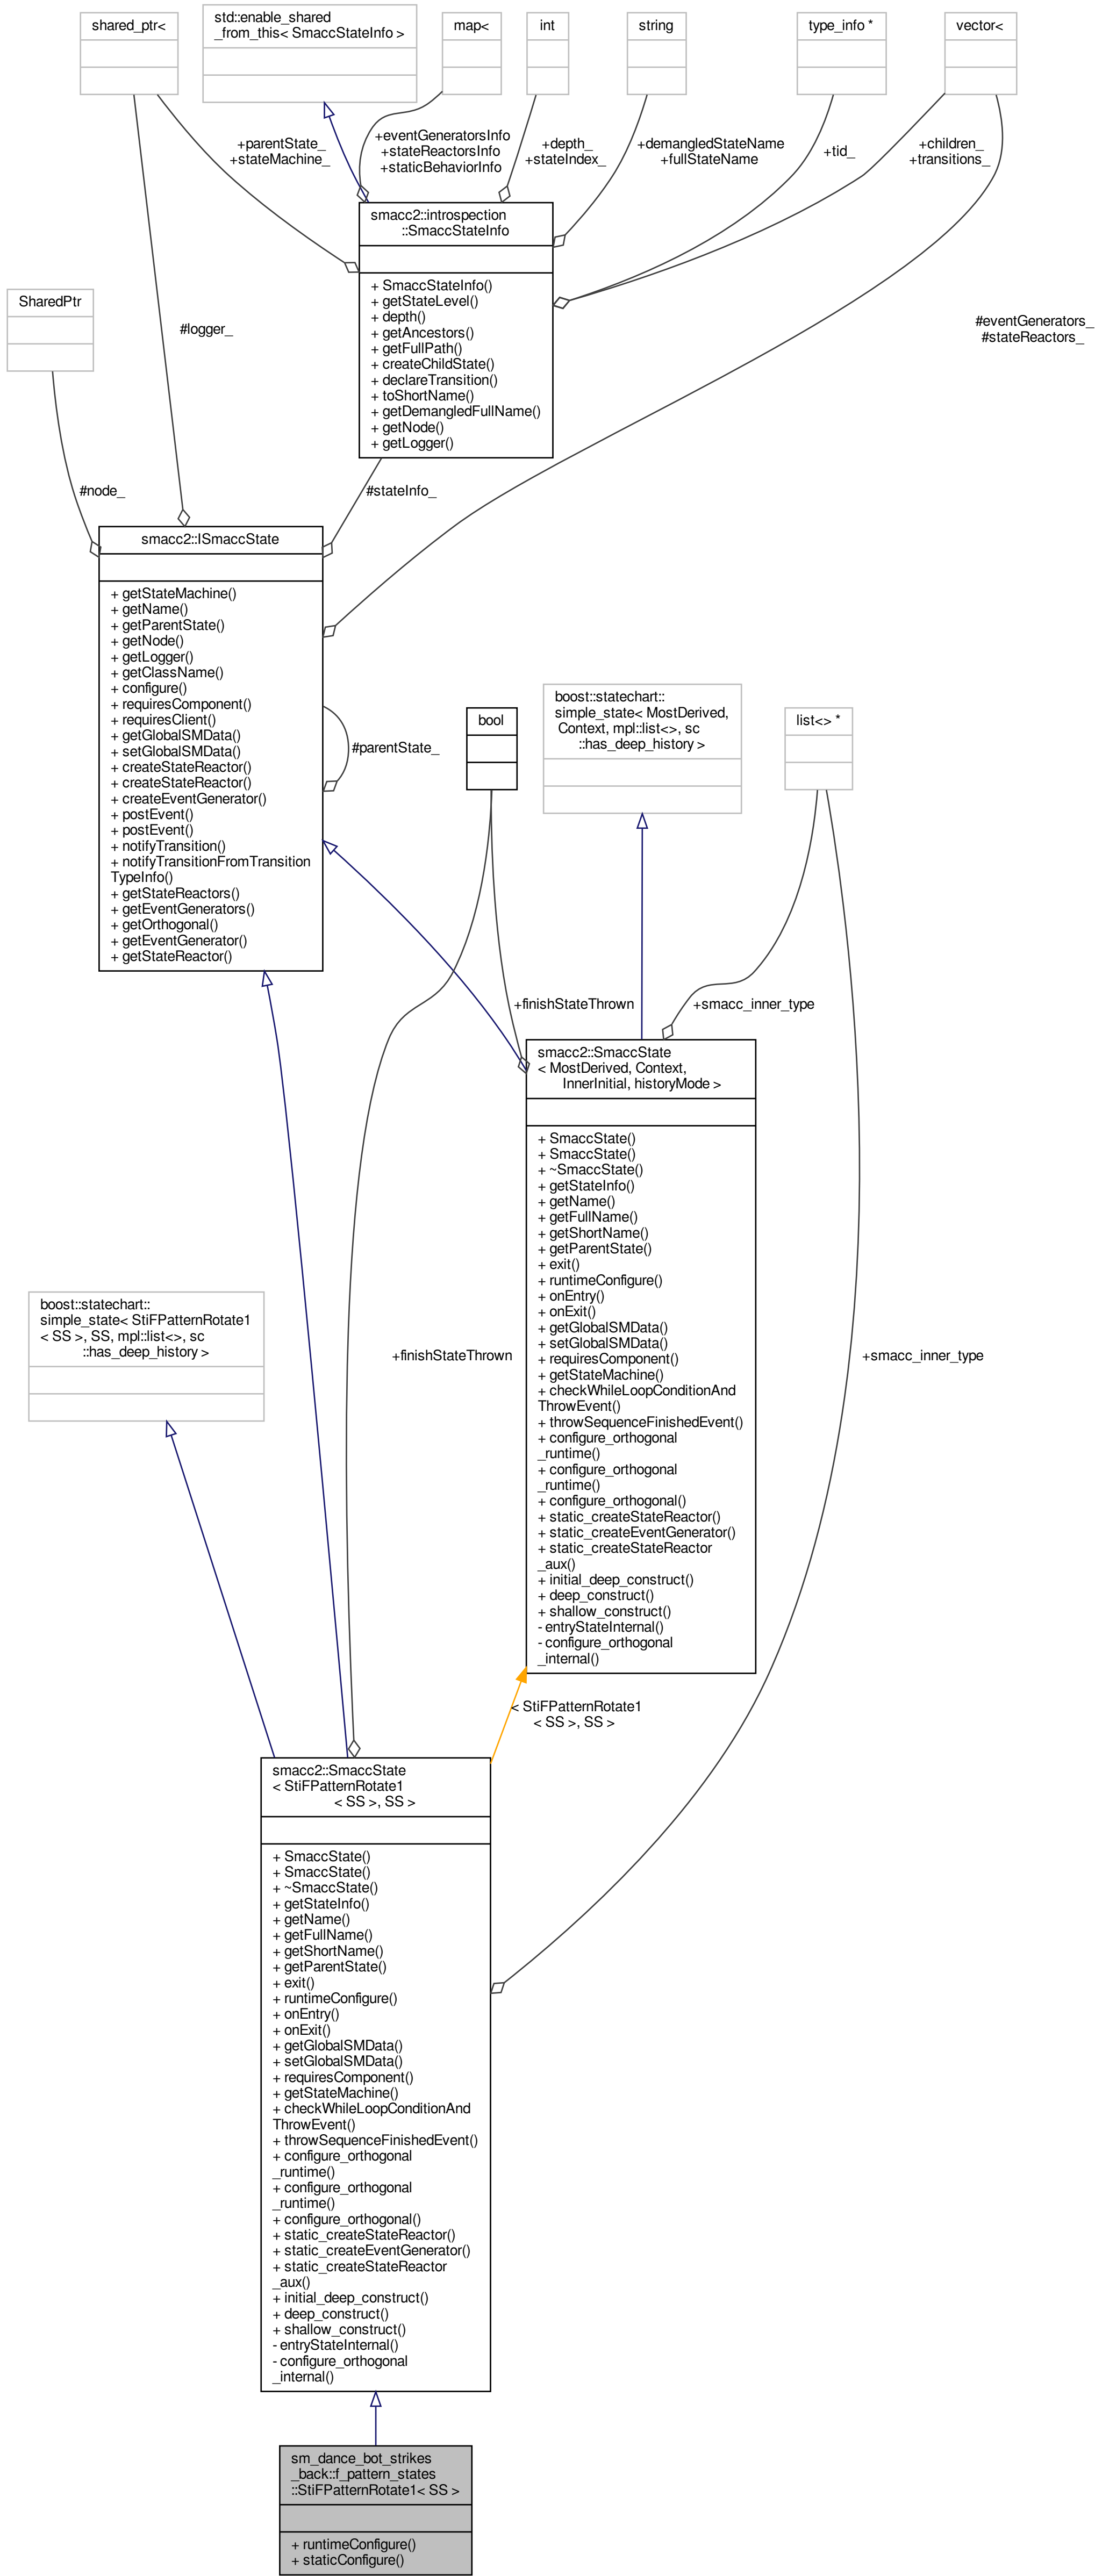 shared_ptr<
std::enable_shared
_from_this< SmaccStateInfo >
map<
int
string
type_info *
vector<
+parentState_
+stateMachine_
+eventGeneratorsInfo
+stateReactorsInfo
+staticBehaviorInfo
+depth_
+stateIndex_
+demangledStateName
+fullStateName
+tid_
+children_
+transitions_
smacc2::introspection
::SmaccStateInfo
+ SmaccStateInfo()
+ getStateLevel()
+ depth()
+ getAncestors()
+ getFullPath()
+ createChildState()
+ declareTransition()
+ toShortName()
+ getDemangledFullName()
+ getNode()
+ getLogger()
SharedPtr
#logger_
#eventGenerators_
#stateReactors_
#node_
#stateInfo_
smacc2::ISmaccState
+ getStateMachine()
+ getName()
+ getParentState()
+ getNode()
+ getLogger()
+ getClassName()
+ configure()
+ requiresComponent()
+ requiresClient()
+ getGlobalSMData()
+ setGlobalSMData()
+ createStateReactor()
+ createStateReactor()
+ createEventGenerator()
+ postEvent()
+ postEvent()
+ notifyTransition()
+ notifyTransitionFromTransition
TypeInfo()
+ getStateReactors()
+ getEventGenerators()
+ getOrthogonal()
+ getEventGenerator()
+ getStateReactor()
#parentState_
bool
boost::statechart::
simple_state< MostDerived,
Context, mpl::list<>, sc
::has_deep_history >
list<> *
+finishStateThrown
+smacc_inner_type
smacc2::SmaccState
< MostDerived, Context,
InnerInitial, historyMode >
+ SmaccState()
+ SmaccState()
+ ~SmaccState()
+ getStateInfo()
+ getName()
+ getFullName()
+ getShortName()
+ getParentState()
+ exit()
+ runtimeConfigure()
+ onEntry()
+ onExit()
+ getGlobalSMData()
+ setGlobalSMData()
+ requiresComponent()
+ getStateMachine()
+ checkWhileLoopConditionAnd
ThrowEvent()
+ throwSequenceFinishedEvent()
+ configure_orthogonal
_runtime()
+ configure_orthogonal
_runtime()
+ configure_orthogonal()
+ static_createStateReactor()
+ static_createEventGenerator()
+ static_createStateReactor
_aux()
+ initial_deep_construct()
+ deep_construct()
+ shallow_construct()
- entryStateInternal()
- configure_orthogonal
_internal()
boost::statechart::
simple_state< StiFPatternRotate1
< SS >, SS, mpl::list<>, sc
::has_deep_history >
+finishStateThrown
+smacc_inner_type
< StiFPatternRotate1
< SS >, SS >
smacc2::SmaccState
< StiFPatternRotate1
< SS >, SS >
+ SmaccState()
+ SmaccState()
+ ~SmaccState()
+ getStateInfo()
+ getName()
+ getFullName()
+ getShortName()
+ getParentState()
+ exit()
+ runtimeConfigure()
+ onEntry()
+ onExit()
+ getGlobalSMData()
+ setGlobalSMData()
+ requiresComponent()
+ getStateMachine()
+ checkWhileLoopConditionAnd
ThrowEvent()
+ throwSequenceFinishedEvent()
+ configure_orthogonal
_runtime()
+ configure_orthogonal
_runtime()
+ configure_orthogonal()
+ static_createStateReactor()
+ static_createEventGenerator()
+ static_createStateReactor
_aux()
+ initial_deep_construct()
+ deep_construct()
+ shallow_construct()
- entryStateInternal()
- configure_orthogonal
_internal()
sm_dance_bot_strikes
_back::f_pattern_states
::StiFPatternRotate1< SS >
+ runtimeConfigure()
+ staticConfigure()